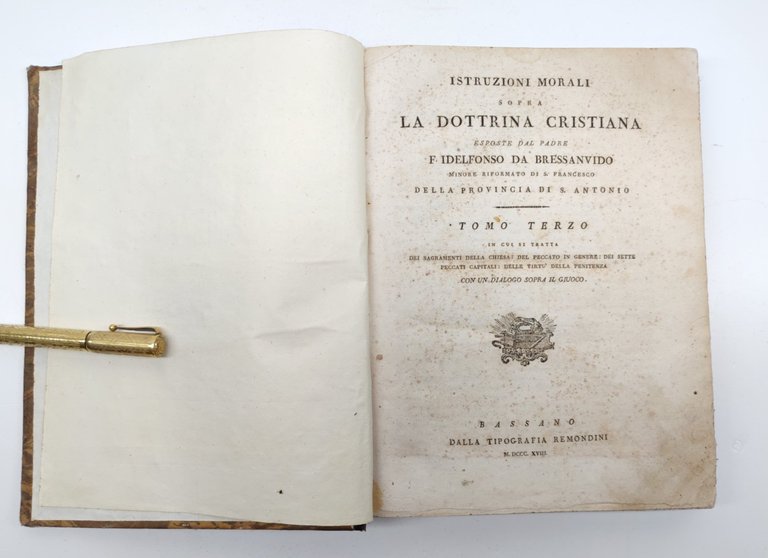 ISTRUZIONI MORALI
SOPRA
LA DOTTRINA CRISTIANA
ESPOSTE DAL PADRE
F. IDELFONSO DA BRESSANVIDO
MINORE RIFORMATO DI S. FRANCESCO
DELLA PROVINCIA DI S. ANTONIO
TOMO TERZO
IN CUI SI TRATTA
DEI SAGRAMENTI DELLA CHIESA: DEL PECCATO IN GENERE: DEI SETTE
PECCATI CAPITALI: DELLE VIRTU' DELLA PENITENZA
CON UN DIALOGO SOPRA IL GIUOCO.
BASSANO
DALLA TIPOGRAFIA REMONDINI
M. DCCC. XVIII.